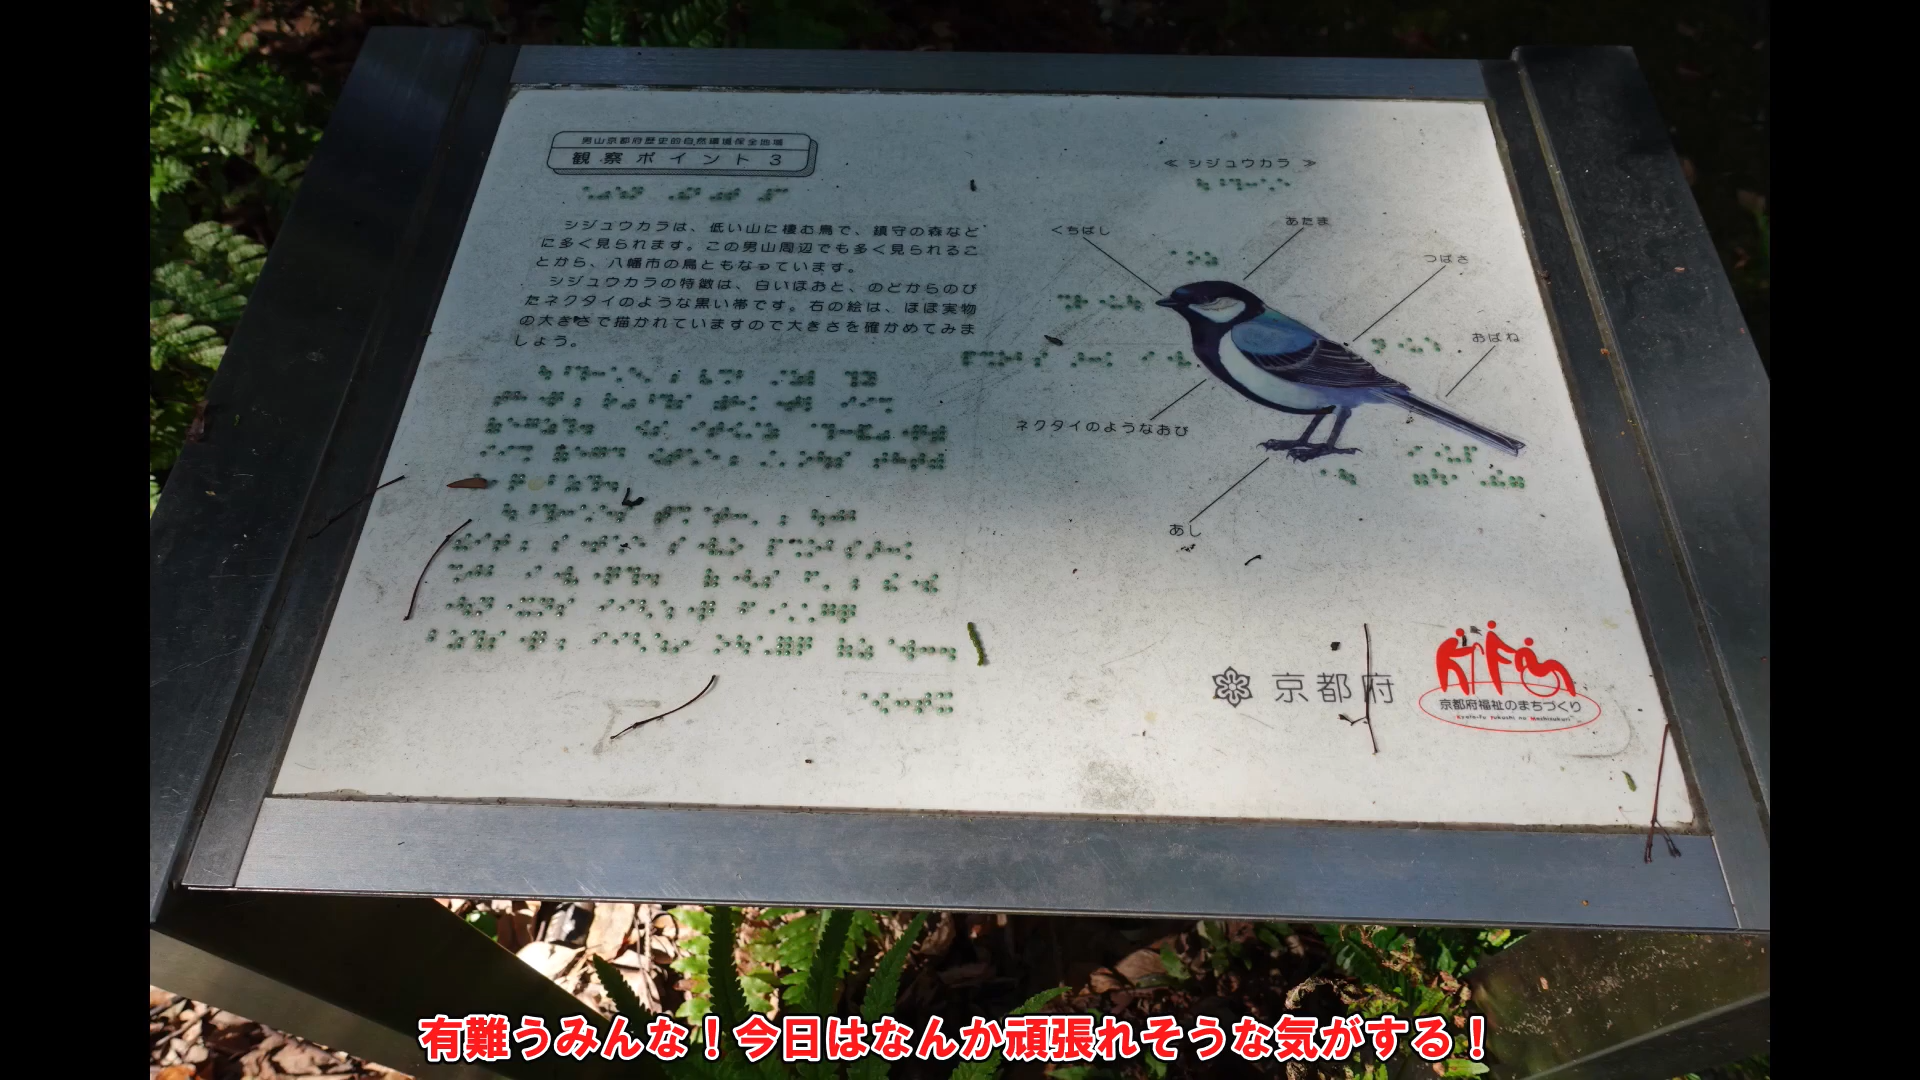 男山京都府歴史的自然環境保全地域
観察ポイント3
シジュウカラは、低い山に棲む鳥で、鎮守の森など
に多く見られます。この男山周辺でも多く見られるこ
とから、八幡市の鳥ともなっています。
シジュウカラの特徴は、白いほおと、のどからのび
たネクタイのような黒い帯です。右の絵は、ほぼ実物
の大きさで描かれていますので大きさを確かめてみま
しょう。
≪ シジュウカラ ≫
くちばし
あたま
つばさ
おばね
ネクタイのようなおび
あし
京都府
京都府福祉のまちづくり
Kyoto-fu Fukushi no Machizukuri
有難うみんな！今日はなんか頑張れそうな気がする！